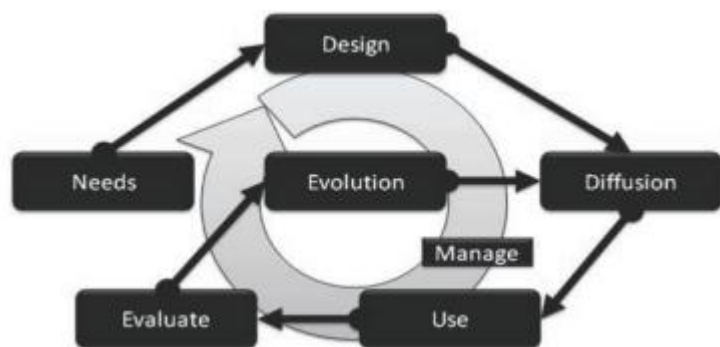 Design
Needs
Evolution
Diffusion
Manage
Evaluate
Use